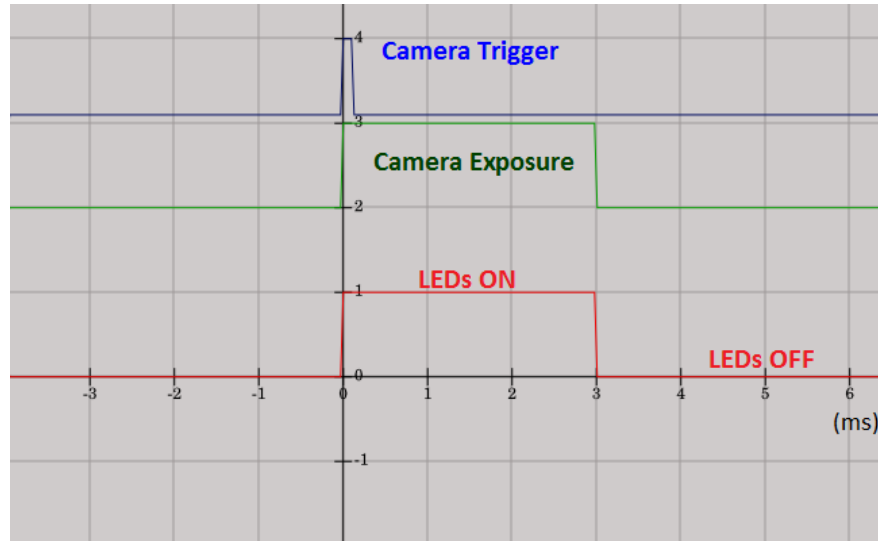 4
Camera Trigger
3
Camera Exposure
2
LEDs ON
1
LEDs OFF
0
-3 -2 -1 0 1 2 3 4 5 6
(ms)
-1